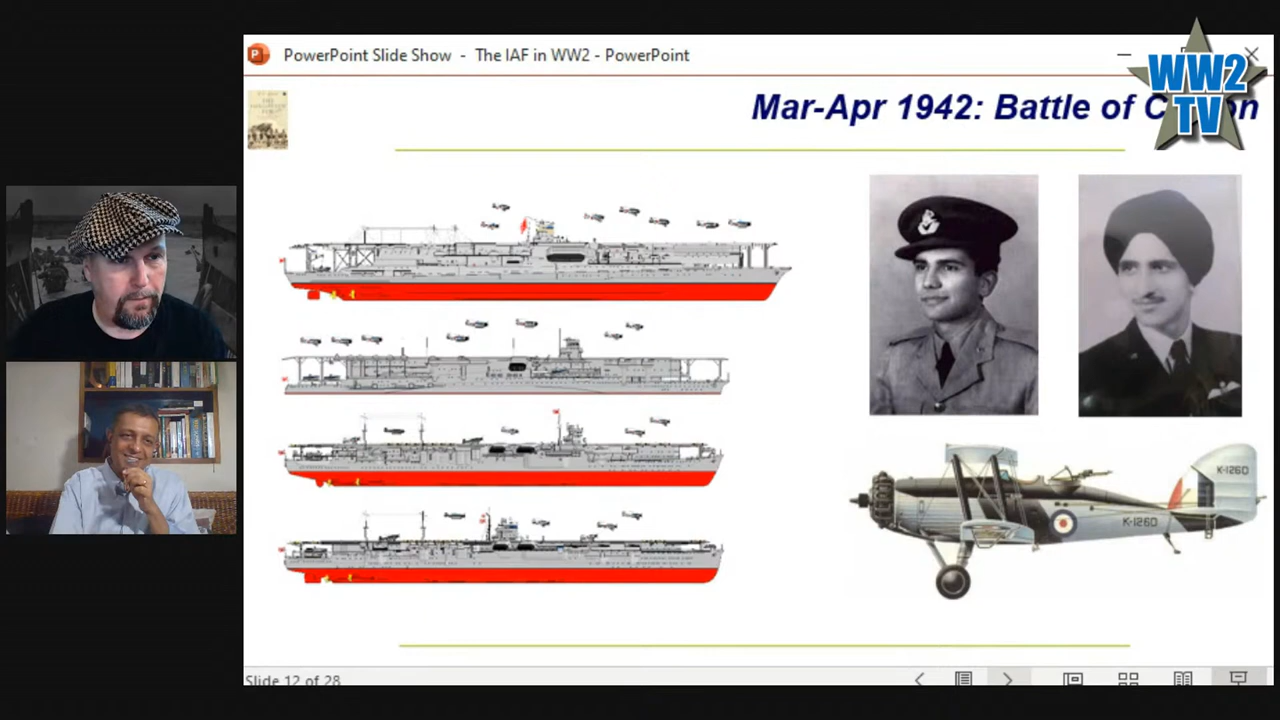 PowerPoint Slide Show - The IAF in WW2 - PowerPoint
WW2
TV
Mar-Apr 1942: Battle of C on
K-1260
K-1260
Slide 12 of 28